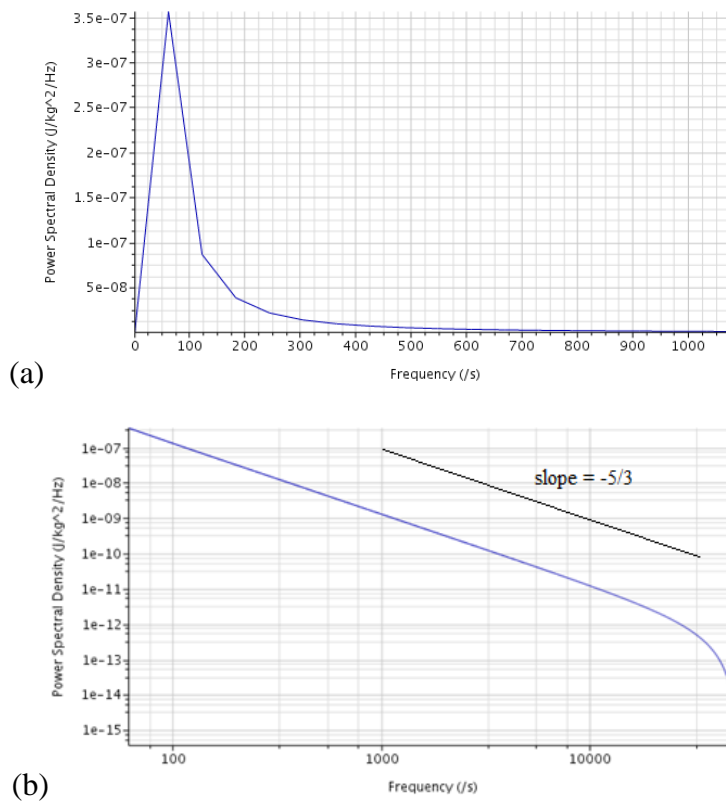 3.5e-07
3e-07
2.5e-07
2e-07
1.5e-07
1e-07
5e-08
Power Spectral Density (J/kg^2/Hz)
0 100 200 300 400 500 600 700 800 900 1000
Frequency (/s)
(a)
1e-07
1e-08
1e-09
1e-10
1e-11
1e-12
1e-13
1e-14
1e-15
Power Spectral Density (J/kg^2/Hz)
slope = -5/3
100 1000 10000
Frequency (/s)
(b)